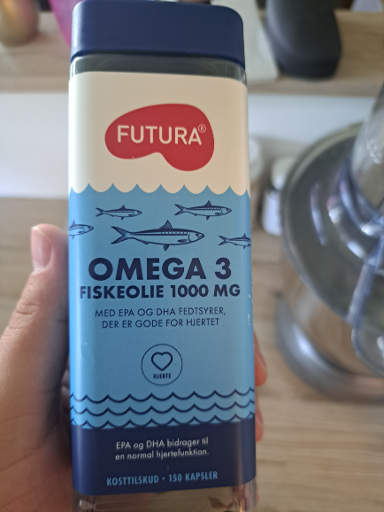 FUTURA®
OMEGA 3
FISKEOLIE 1000 MG
MED EPA OG DHA FEDTSYRER,
DER ER GODE FOR HJERTET
HJERTE
EPA og DHA bidrager til
en normal hjertefunktion.
KOSTTILSKUD • 150 KAPSLER